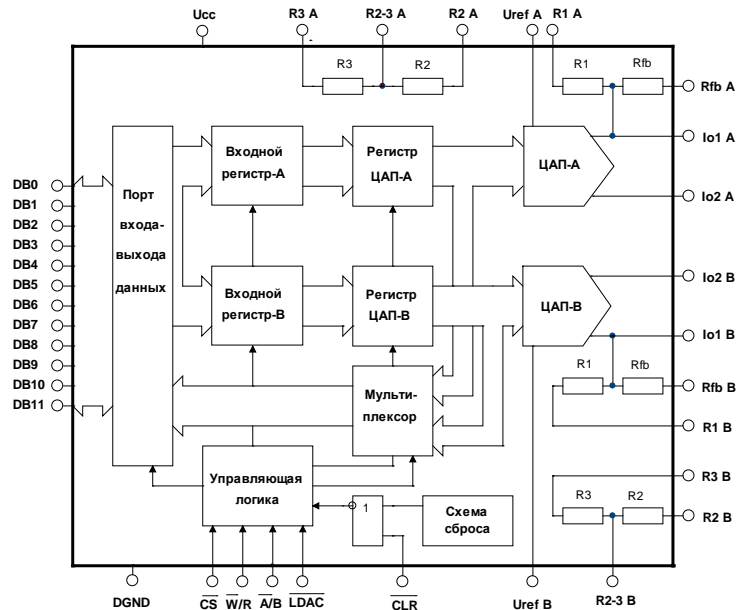 Ucc
R3 A
R2-3 A
R2 A
Uref A
R1 A
R3
R2
R1
Rfb
Rfb A
Io1 A
Io2 A
Io2 B
Io1 B
Rfb B
R1 B
R3 B
R2 B
DB0
DB1
DB2
DB3
DB4
DB5
DB6
DB7
DB8
DB9
DB10
DB11
Порт
входа-
выхода
данных
Входной
регистр-А
Регистр
ЦАП-А
ЦАП-А
Входной
регистр-В
Регистр
ЦАП-В
ЦАП-В
Мульти-
плексор
R1
Rfb
Управляющая
логика
1
Схема
сброса
R3
R2
DGND
C̅S̅
W̅/R
A̅/B
L̅D̅A̅C̅
C̅L̅R̅
Uref B
R2-3 B